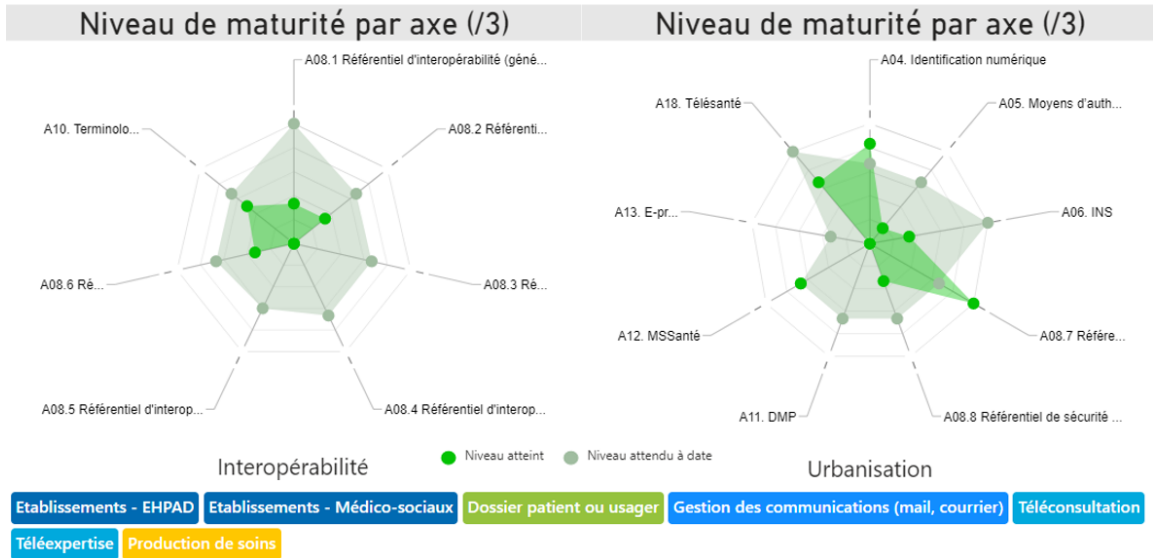 Niveau de maturité par axe (/3)
Niveau de maturité par axe (/3)
A08.1 Référentiel d'interopérabilité (géné...
A10. Terminolo...
A08.2 Référenti...
A08.6 Ré...
A08.3 Ré...
A08.5 Référentiel d'interop...
A08.4 Référentiel d'interop...
A04. Identification numérique
A18. Télésanté
A05. Moyens d'auth...
A13. E-pr...
A06. INS
A12. MSSanté
A08.7 Référe...
A11. DMP
A08.8 Référentiel de sécurité ...
Interopérabilité
Niveau atteint
Niveau attendu à date
Urbanisation
Etablissements - EHPAD
Etablissements - Médico-sociaux
Dossier patient ou usager
Gestion des communications (mail, courrier)
Téléconsultation
Téléexpertise
Production de soins